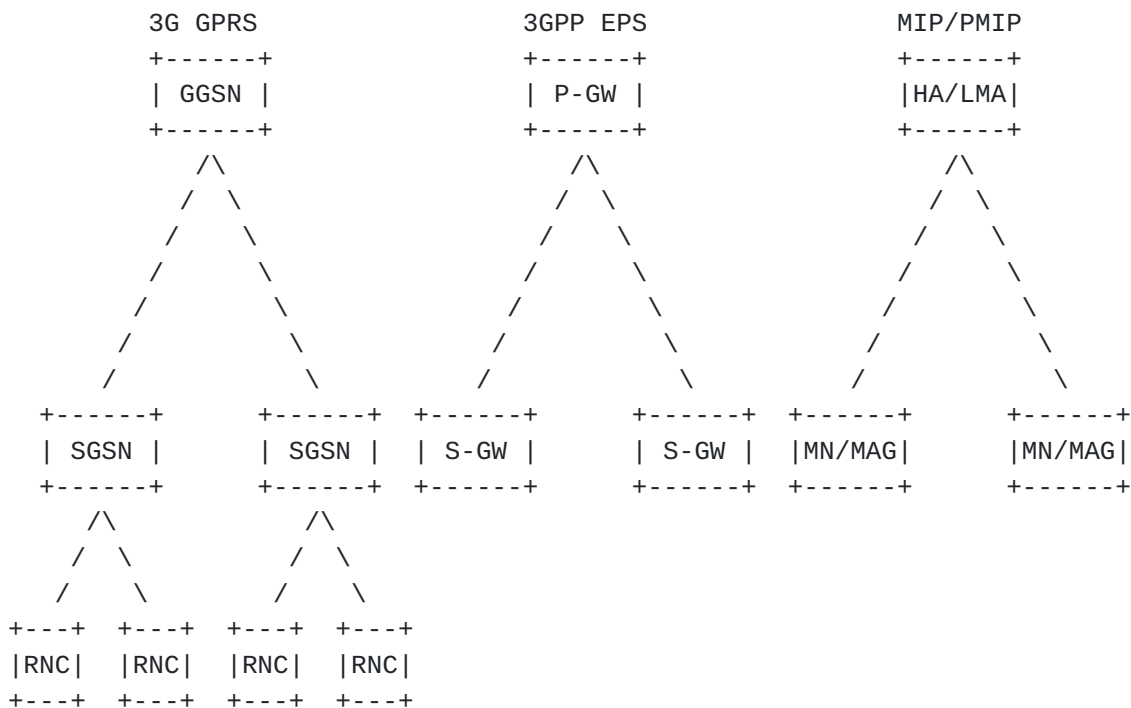 3G GPRS 3GPP EPS MIP/PMIP
+------+ +------+ +------+
| GGSN | | P-GW | |HA/LMA|
+------+ +------+ +------+
/\ /\ /\
/ \ / \ / \
/ \ / \ / \
/ \ / \ / \
/ \ / \ / \
/ \ / \ / \
/ \ / \ / \
+------+ +------+ +------+ +------+ +------+ +------+
| SGSN | | SGSN | | S-GW | | S-GW | |MN/MAG| |MN/MAG|
+------+ +------+ +------+ +------+ +------+ +------+
/\ /\
/ \ / \
/ \ / \
+---+ +---+ +---+ +---+
|RNC| |RNC| |RNC| |RNC|
+---+ +---+ +---+ +---+